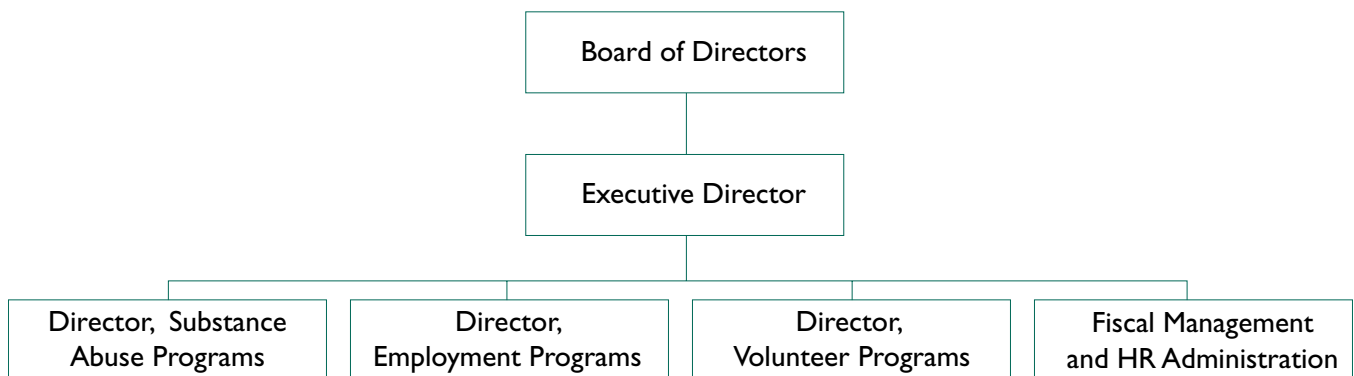 Board of Directors
Executive Director
Director, Substance
Abuse Programs
Director,
Employment Programs
Director,
Volunteer Programs
Fiscal Management
and HR Administration